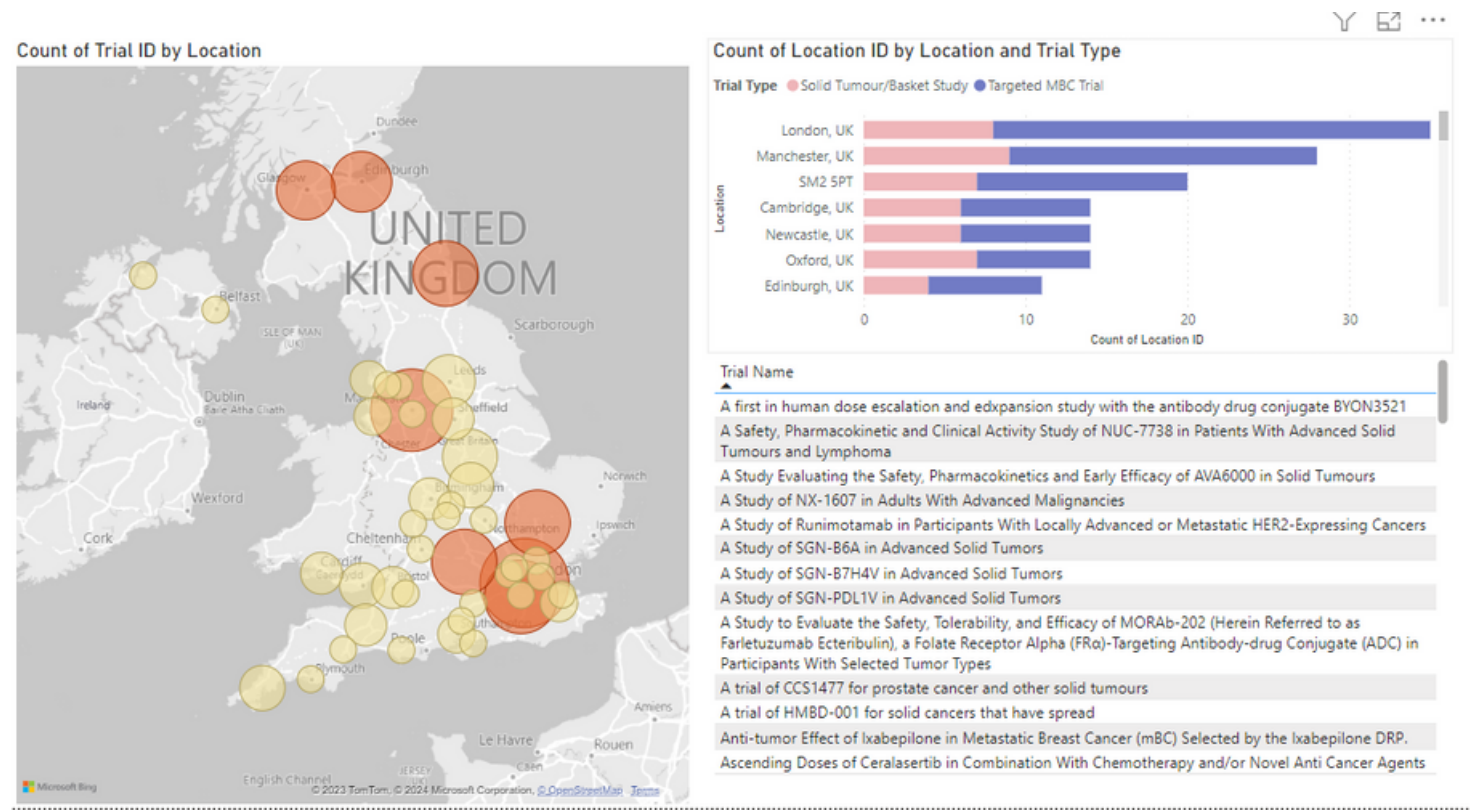 Count of Trial ID by Location
Dundee
Glasgow
Edinburgh
UNITED
KINGDOM
Belfast
ISLE OF MAN
(UK)
Scarborough
Leeds
Dublin
Baile Átha Cliath
Ireland
Sheffield
Chester
Great Britain
Norwich
Birmingham
Wexford
Northampton
Ipswich
Cork
Cheltenham
Cardiff
Caerdydd
Bristol
Poole
Plymouth
Amiens
Le Havre
Rouen
Caen
JERSEY
English Channel
Microsoft Bing
© 2023 TomTom, © 2024 Microsoft Corporation, © OpenStreetMap Terms
Count of Location ID by Location and Trial Type
Trial Type Solid Tumour/Basket Study Targeted MBC Trial
Location
London, UK
Manchester, UK
SM2 5PT
Cambridge, UK
Newcastle, UK
Oxford, UK
Edinburgh, UK
0 10 20 30
Count of Location ID
Trial Name
A first in human dose escalation and edxpansion study with the antibody drug conjugate BYON3521
A Safety, Pharmacokinetic and Clinical Activity Study of NUC-7738 in Patients With Advanced Solid
Tumours and Lymphoma
A Study Evaluating the Safety, Pharmacokinetics and Early Efficacy of AVA6000 in Solid Tumours
A Study of NX-1607 in Adults With Advanced Malignancies
A Study of Runimotamab in Participants With Locally Advanced or Metastatic HER2-Expressing Cancers
A Study of SGN-B6A in Advanced Solid Tumors
A Study of SGN-B7H4V in Advanced Solid Tumors
A Study of SGN-PDL1V in Advanced Solid Tumors
A Study to Evaluate the Safety, Tolerability, and Efficacy of MORAb-202 (Herein Referred to as
Farletuzumab Ecteribulin), a Folate Receptor Alpha (FRα)-Targeting Antibody-drug Conjugate (ADC) in
Participants With Selected Tumor Types
A trial of CCS1477 for prostate cancer and other solid tumours
A trial of HMBD-001 for solid cancers that have spread
Anti-tumor Effect of Ixabepilone in Metastatic Breast Cancer (mBC) Selected by the Ixabepilone DRP.
Ascending Doses of Ceralasertib in Combination With Chemotherapy and/or Novel Anti Cancer Agents